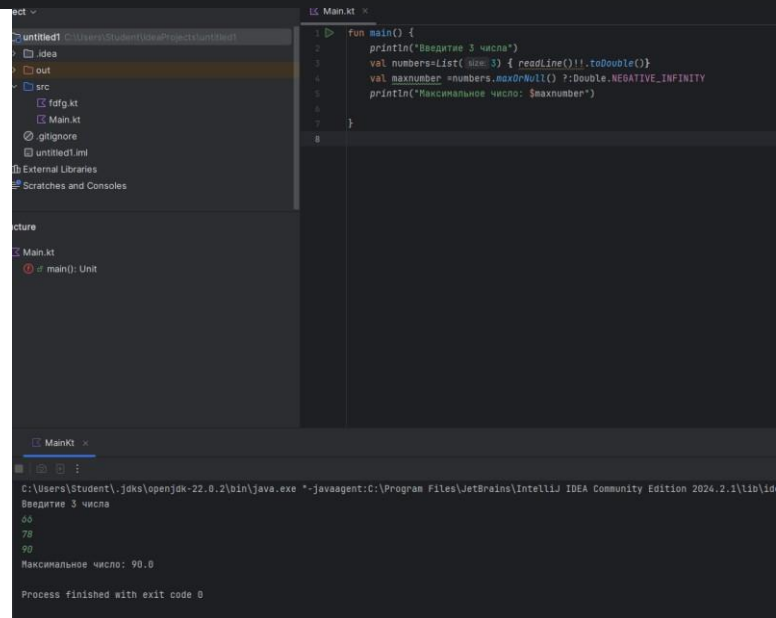 ect
Main.kt
untitled1 C:\Users\Student\IdeaProjects\untitled1
.idea
out
src
fdfg.kt
Main.kt
.gitignore
untitled1.iml
External Libraries
Scratches and Consoles
cture
Main.kt
main(): Unit
1 fun main() {
2 println("Введитие 3 числа")
3 val numbers=List( size: 3) { readLine()!!.toDouble()}
4 val maxnumber =numbers.maxOrNull() ?:Double.NEGATIVE_INFINITY
5 println("Максимальное число: $maxnumber")
6
7 }
8
MainKt
C:\Users\Student\.jdks\openjdk-22.0.2\bin\java.exe "-javaagent:C:\Program Files\JetBrains\IntelliJ IDEA Community Edition 2024.2.1\lib\id
Введитие 3 числа
66
78
90
Максимальное число: 90.0
Process finished with exit code 0